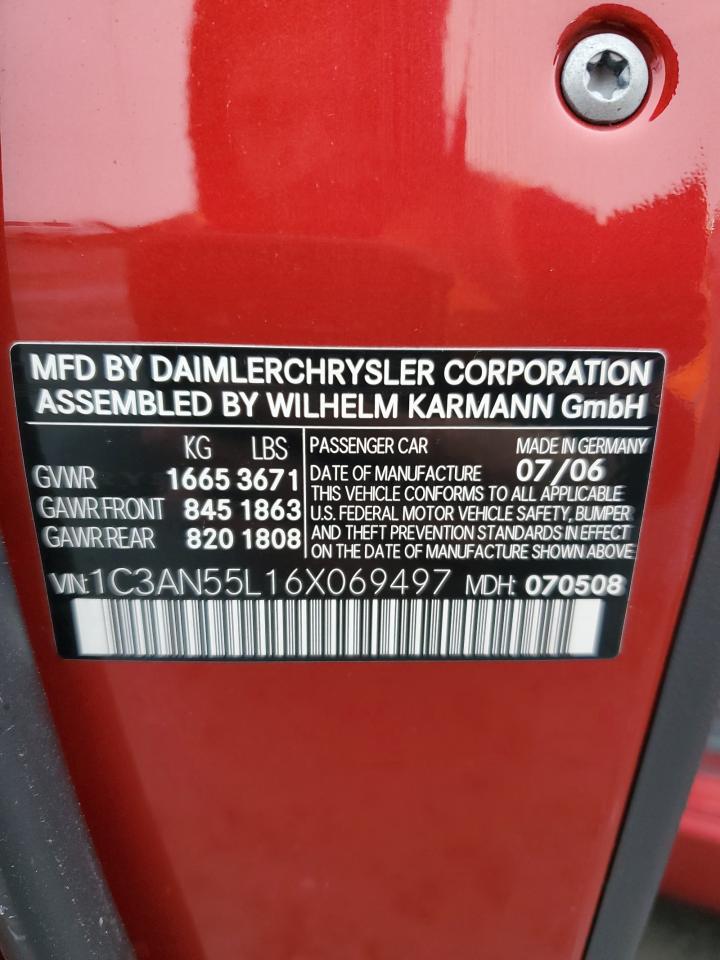 MFD BY DAIMLERCHRYSLER CORPORATION
ASSEMBLED BY WILHELM KARMANN GmbH
KG LBS
GVWR 1665 3671
GAWR FRONT 845 1863
GAWR REAR 820 1808
PASSENGER CAR MADE IN GERMANY
DATE OF MANUFACTURE 07/06
THIS VEHICLE CONFORMS TO ALL APPLICABLE
U.S. FEDERAL MOTOR VEHICLE SAFETY, BUMPER
AND THEFT PREVENTION STANDARDS IN EFFECT
ON THE DATE OF MANUFACTURE SHOWN ABOVE.
VIN: 1C3AN55L16X069497 MDH: 070508